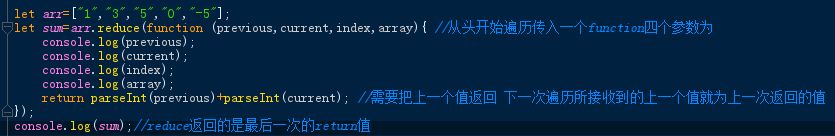 let arr=["1","3","5","0","-5"];
let sum=arr.reduce(function (previous,current,index,array){ //从头开始遍历传入一个function四个参数为
    console.log(previous);
    console.log(current);
    console.log(index);
    console.log(array);
    return parseInt(previous)+parseInt(current); //需要把上一个值返回 下一次遍历所接收到的上一个值就为上一次返回的值
});
console.log(sum);//reduce返回的是最后一次的return值